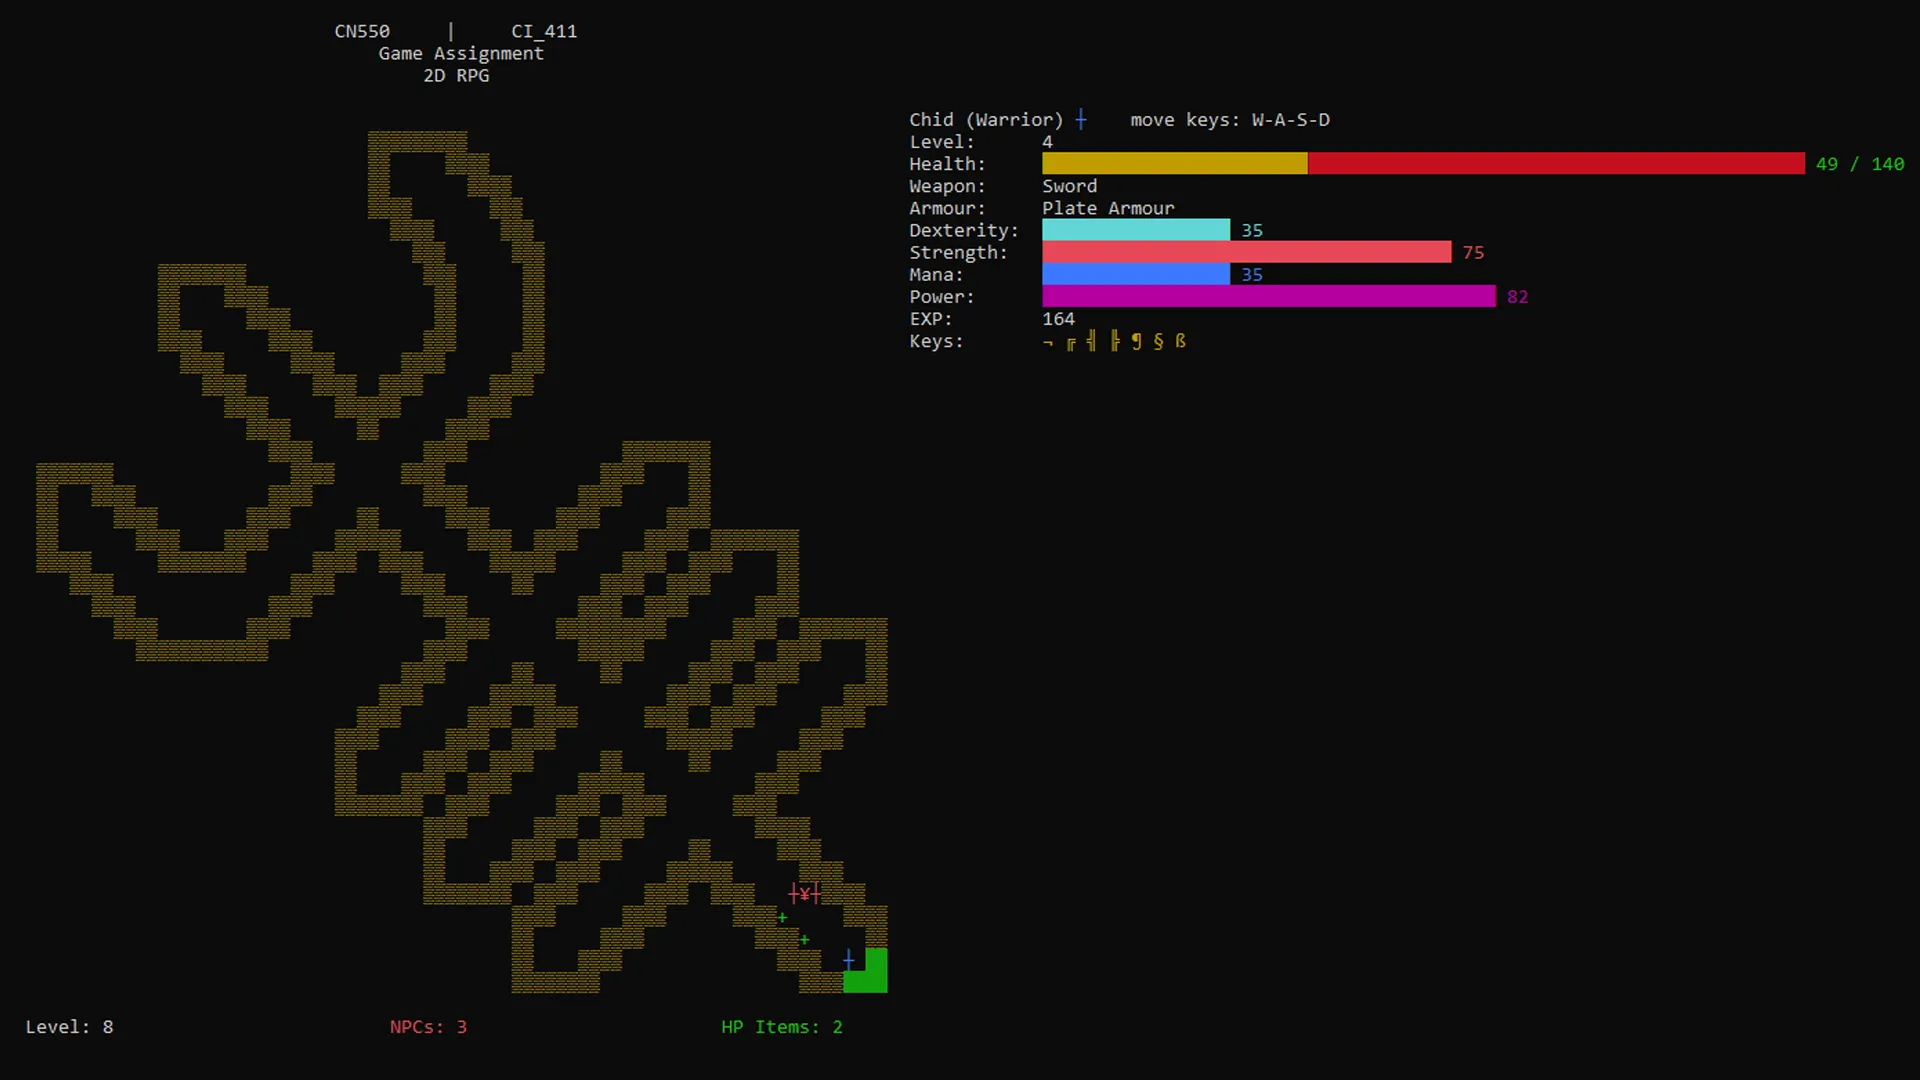 CN550 | CI_411
Game Assignment
2D RPG
Chid (Warrior) ┼ move keys: W-A-S-D
Level: 4
Health: 49 / 140
Weapon: Sword
Armour: Plate Armour
Dexterity: 35
Strength: 75
Mana: 35
Power: 82
EXP: 164
Keys: ¬ ╔ ╣ ╠ ¶ § ß
┼¥┼
+
+
┼
Level: 8 NPCs: 3 HP Items: 2